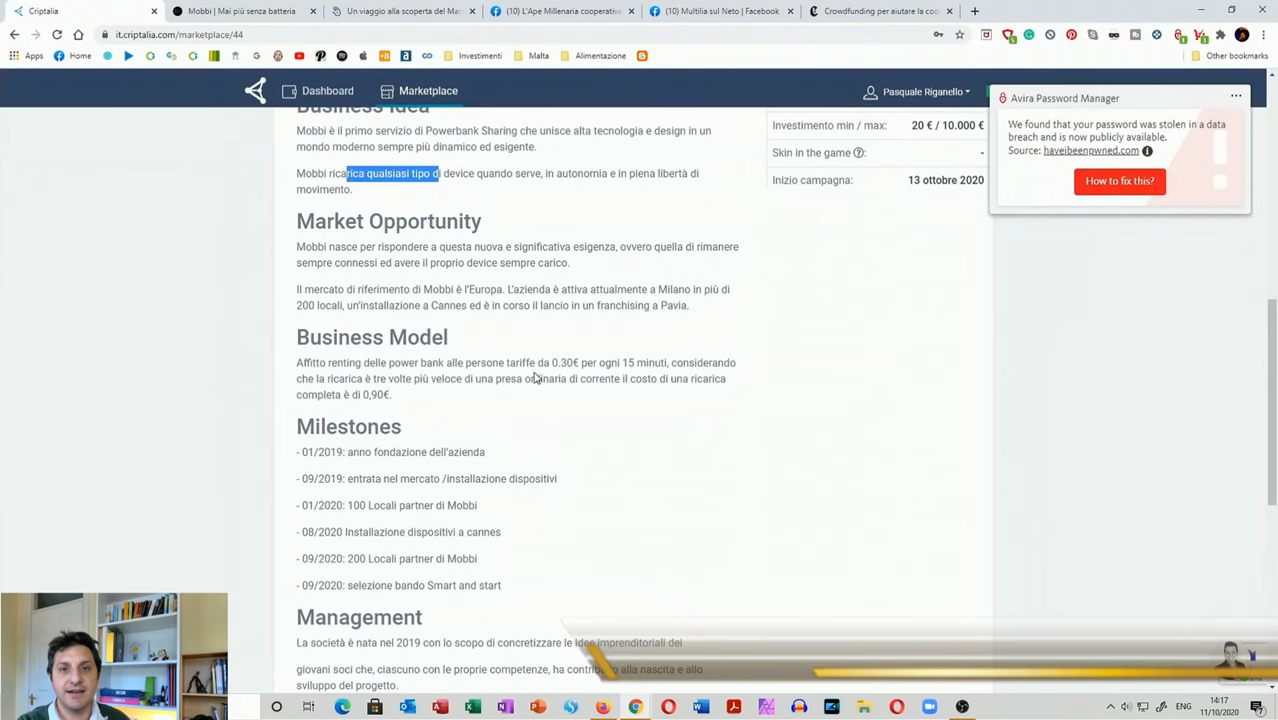 Criptalia
Mobbi | Mai più senza batteria
Un viaggio alla scoperta del Mar
(10) L'Ape Millenaria cooperativa
(10) Multilia sul Neto | Facebook
Crowdfunding per aiutare la coo
it.criptalia.com/marketplace/44
Apps
Home
Investimenti
Malta
Alimentazione
Other bookmarks
Dashboard
Marketplace
Pasquale Riganello
Business Idea
Mobbi è il primo servizio di Powerbank Sharing che unisce alta tecnologia e design in un
mondo moderno sempre più dinamico ed esigente.
Mobbi ricarica qualsiasi tipo di device quando serve, in autonomia e in piena libertà di
movimento.
Market Opportunity
Mobbi nasce per rispondere a questa nuova e significativa esigenza, ovvero quella di rimanere
sempre connessi ed avere il proprio device sempre carico.
Il mercato di riferimento di Mobbi è l'Europa. L'azienda è attiva attualmente a Milano in più di
200 locali, un'installazione a Cannes ed è in corso il lancio in un franchising a Pavia.
Business Model
Affitto renting delle power bank alle persone tariffe da 0.30€ per ogni 15 minuti, considerando
che la ricarica è tre volte più veloce di una presa ordinaria di corrente il costo di una ricarica
completa è di 0,90€.
Milestones
- 01/2019: anno fondazione dell'azienda
- 09/2019: entrata nel mercato /installazione dispositivi
- 01/2020: 100 Locali partner di Mobbi
- 08/2020 Installazione dispositivi a cannes
- 09/2020: 200 Locali partner di Mobbi
- 09/2020: selezione bando Smart and start
Management
La società è nata nel 2019 con lo scopo di concretizzare le idee imprenditoriali dei
giovani soci che, ciascuno con le proprie competenze, ha contribuito alla nascita e allo
sviluppo del progetto.
Investimento min / max: 20 € / 10.000 €
Skin in the game ? : -
Inizio campagna: 13 ottobre 2020
Avira Password Manager
We found that your password was stolen in a data
breach and is now publicly available.
Source: haveibeenpwned.com
How to fix this?
ENG
14:17
11/10/2020